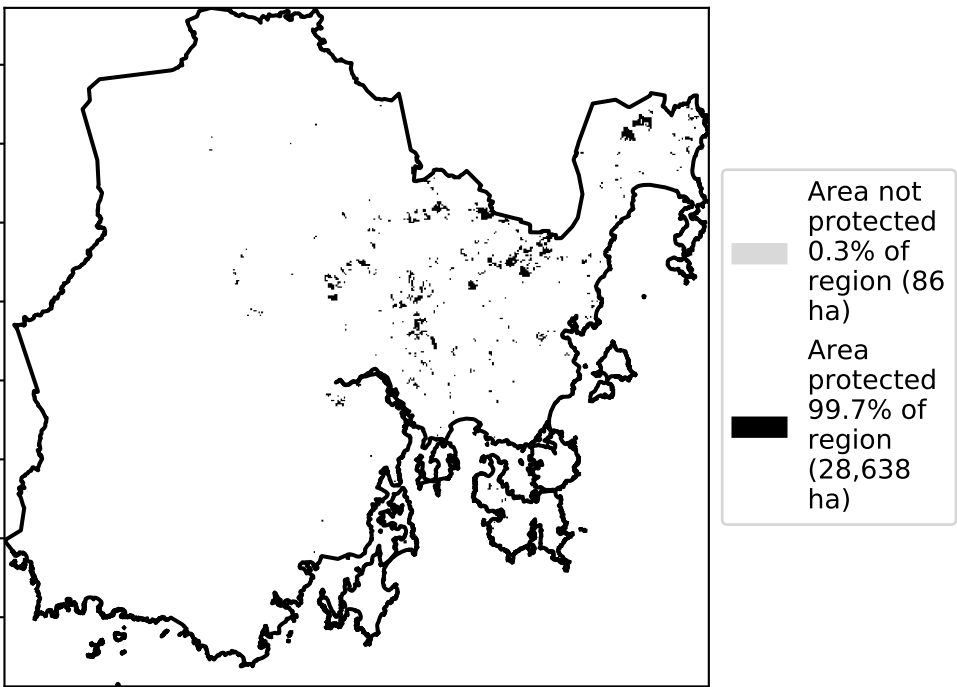 Area not
protected
0.3% of
region (86
ha)
Area
protected
99.7% of
region
(28,638
ha)